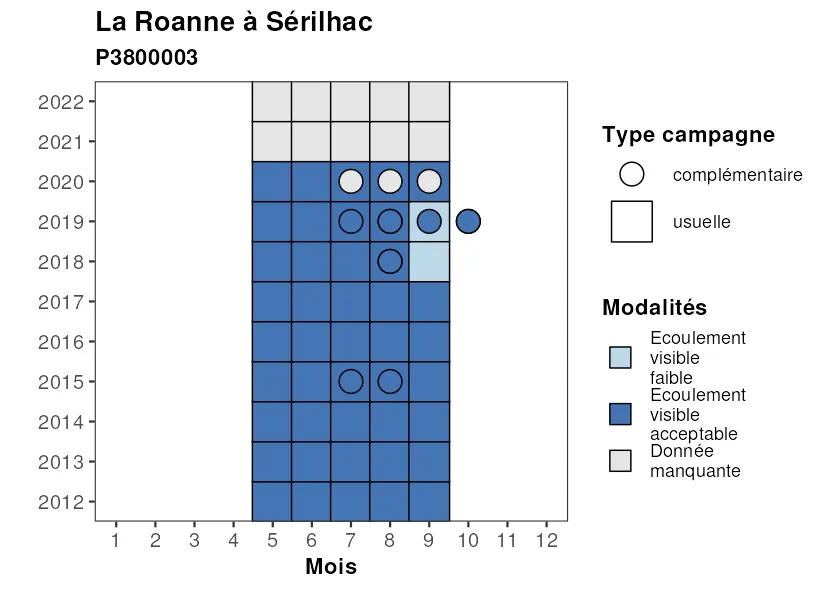 La Roanne à Sérilhac
P3800003
2022
2021
2020
2019
2018
2017
2016
2015
2014
2013
2012
1 2 3 4 5 6 7 8 9 10 11 12
Mois
Type campagne
complémentaire
usuelle
Modalités
Ecoulement
visible
faible
Ecoulement
visible
acceptable
Donnée
manquante